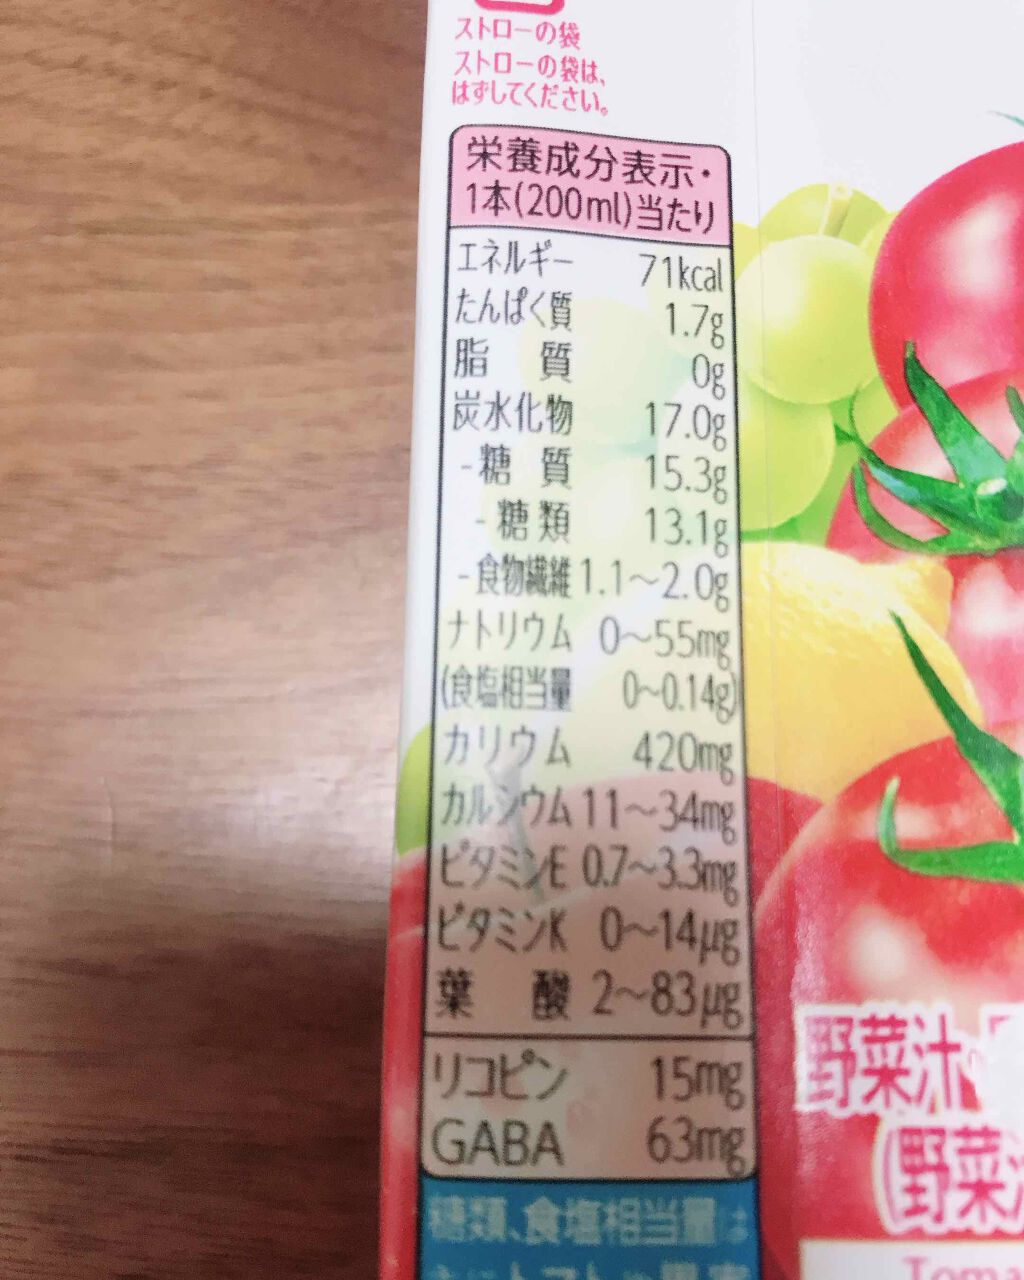 ストローの袋
ストローの袋は、
はずしてください。
栄養成分表示・
1本(200ml)当たり
エネルギー 71kcal
たんぱく質 1.7g
脂 質 0g
炭水化物 17.0g
-糖 質 15.3g
-糖類 13.1g
-食物繊維 1.1～2.0g
ナトリウム 0～55mg
(食塩相当量 0～0.14g)
カリウム 420mg
カルシウム 11～34mg
ビタミンE 0.7～3.3mg
ビタミンK 0～14μg
葉 酸 2～83μg
リコピン 15mg
GABA 63mg
糖類、食塩相当量は
野菜汁
(野菜
Toma